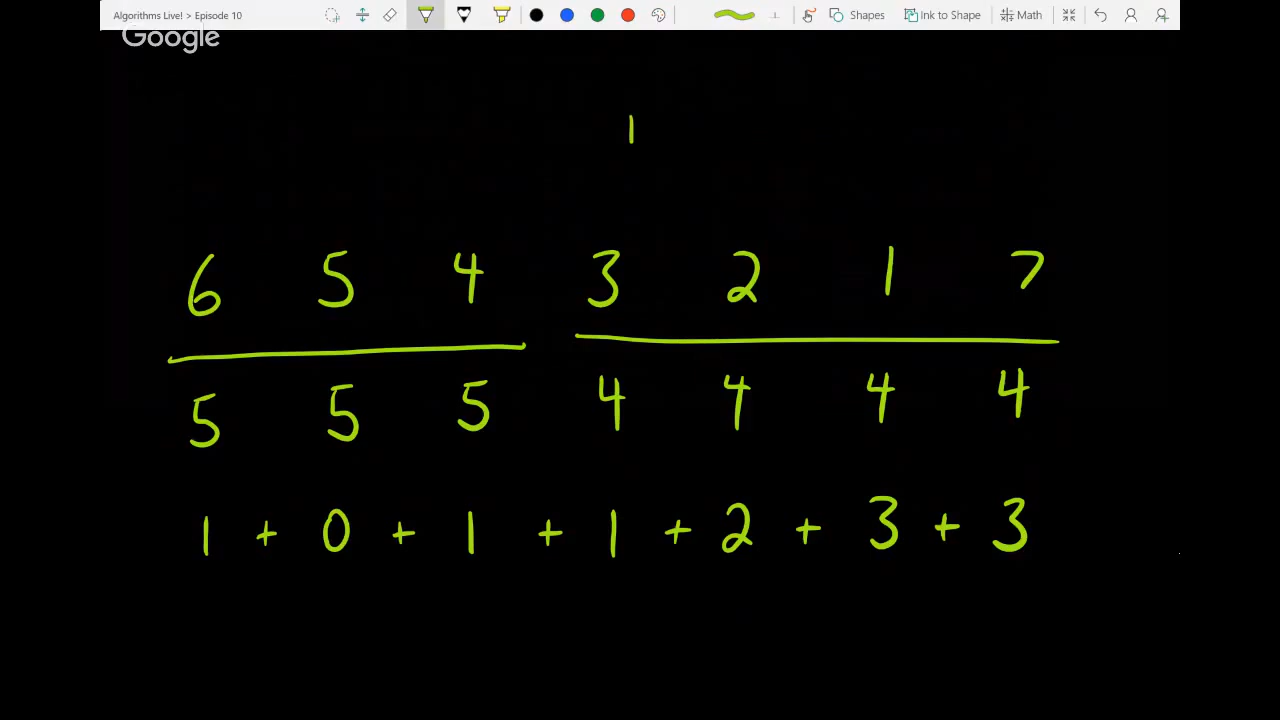 Algorithms Live! > Episode 10 Shapes Ink to Shape Math
Google
1
6 5 4 3 2 1 7
5 5 5 4 4 4 4
1 + 0 + 1 + 1 + 2 + 3 + 3